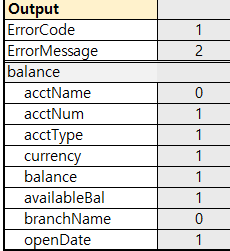 Output
ErrorCode 1
ErrorMessage 2
balance
acctName 0
acctNum 1
acctType 1
currency 1
balance 1
availableBal 1
branchName 0
openDate 1